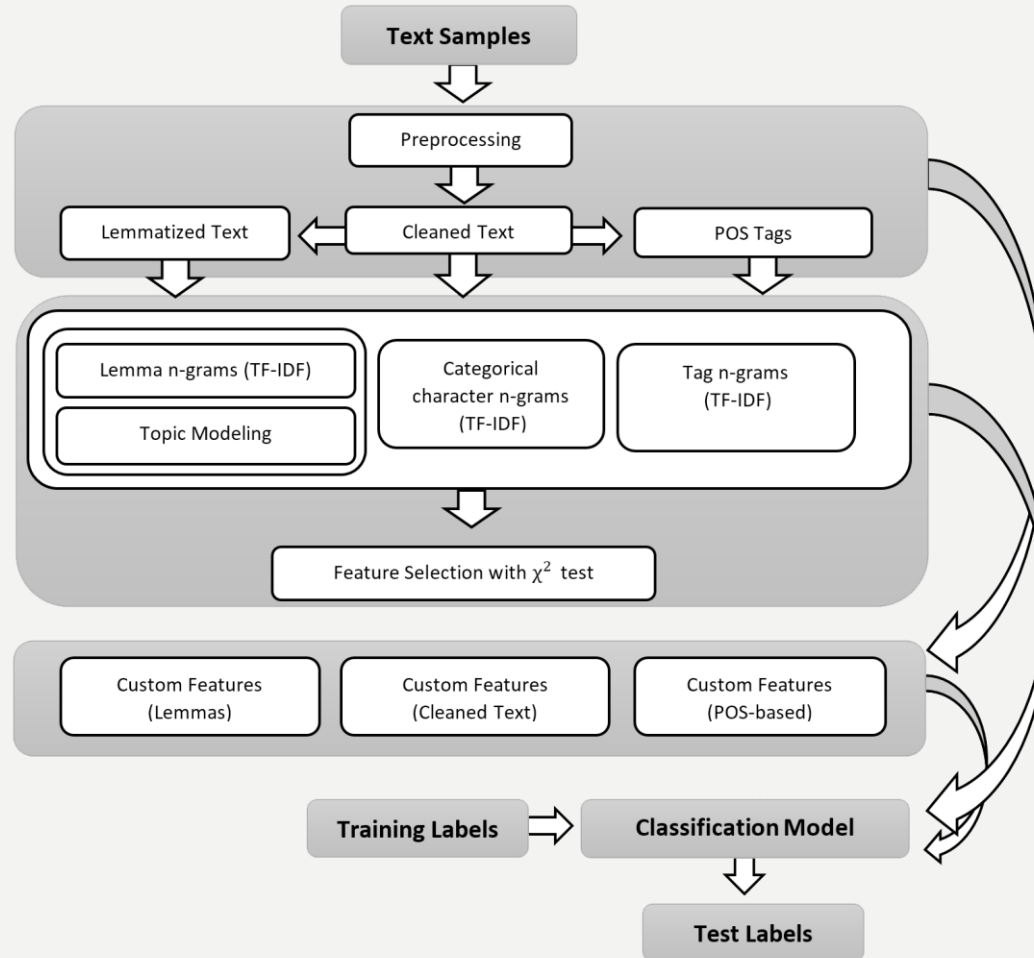 Text Samples
Preprocessing
Lemmatized Text
Cleaned Text
POS Tags
Lemma n-grams (TF-IDF)
Topic Modeling
Categorical
character n-grams
(TF-IDF)
Tag n-grams
(TF-IDF)
Feature Selection with χ² test
Custom Features
(Lemmas)
Custom Features
(Cleaned Text)
Custom Features
(POS-based)
Training Labels
Classification Model
Test Labels